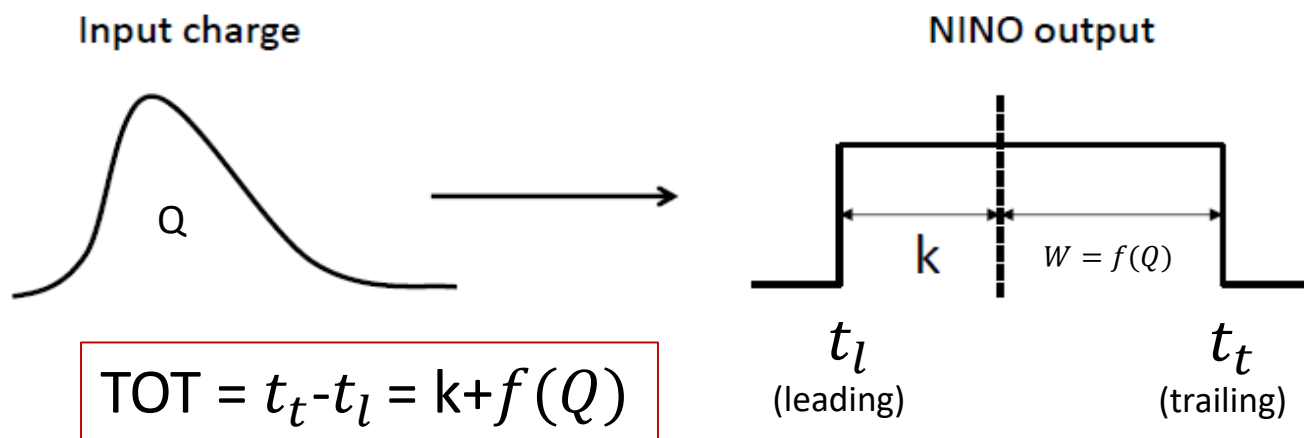 Input charge
NINO output
Q
k
W = f(Q)
t_l
t_t
(leading)
(trailing)
TOT = t_t-t_l = k+f(Q)